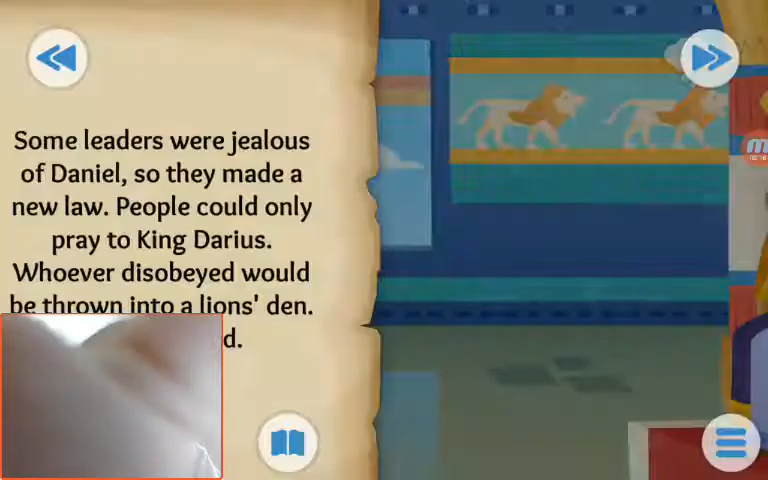 Some leaders were jealous
of Daniel, so they made a
new law. People could only
pray to King Darius.
Whoever disobeyed would
be thrown into a lions' den.
d.